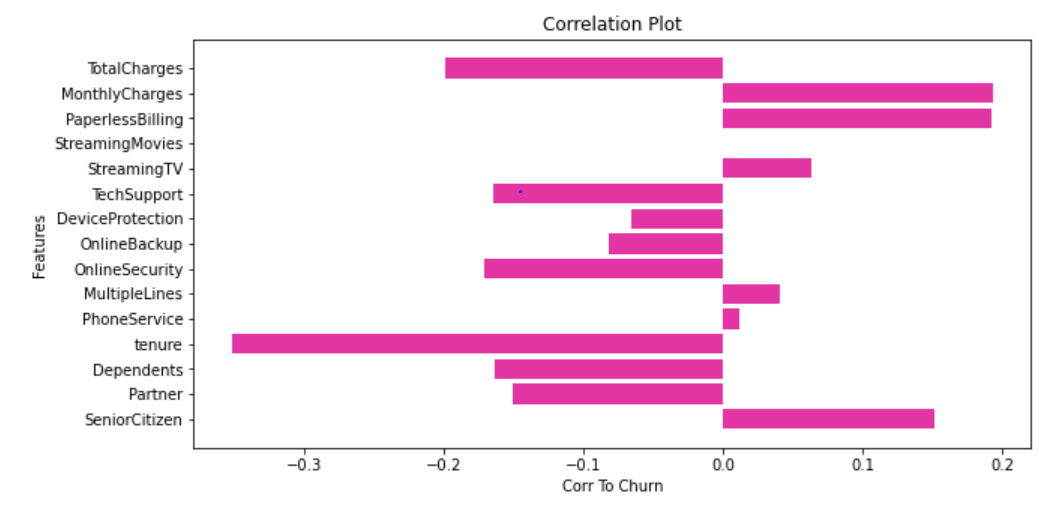 Correlation Plot
TotalCharges
MonthlyCharges
PaperlessBilling
StreamingMovies
StreamingTV
TechSupport
DeviceProtection
OnlineBackup
OnlineSecurity
MultipleLines
PhoneService
tenure
Dependents
Partner
SeniorCitizen
Features
−0.3 −0.2 −0.1 0.0 0.1 0.2
Corr To Churn